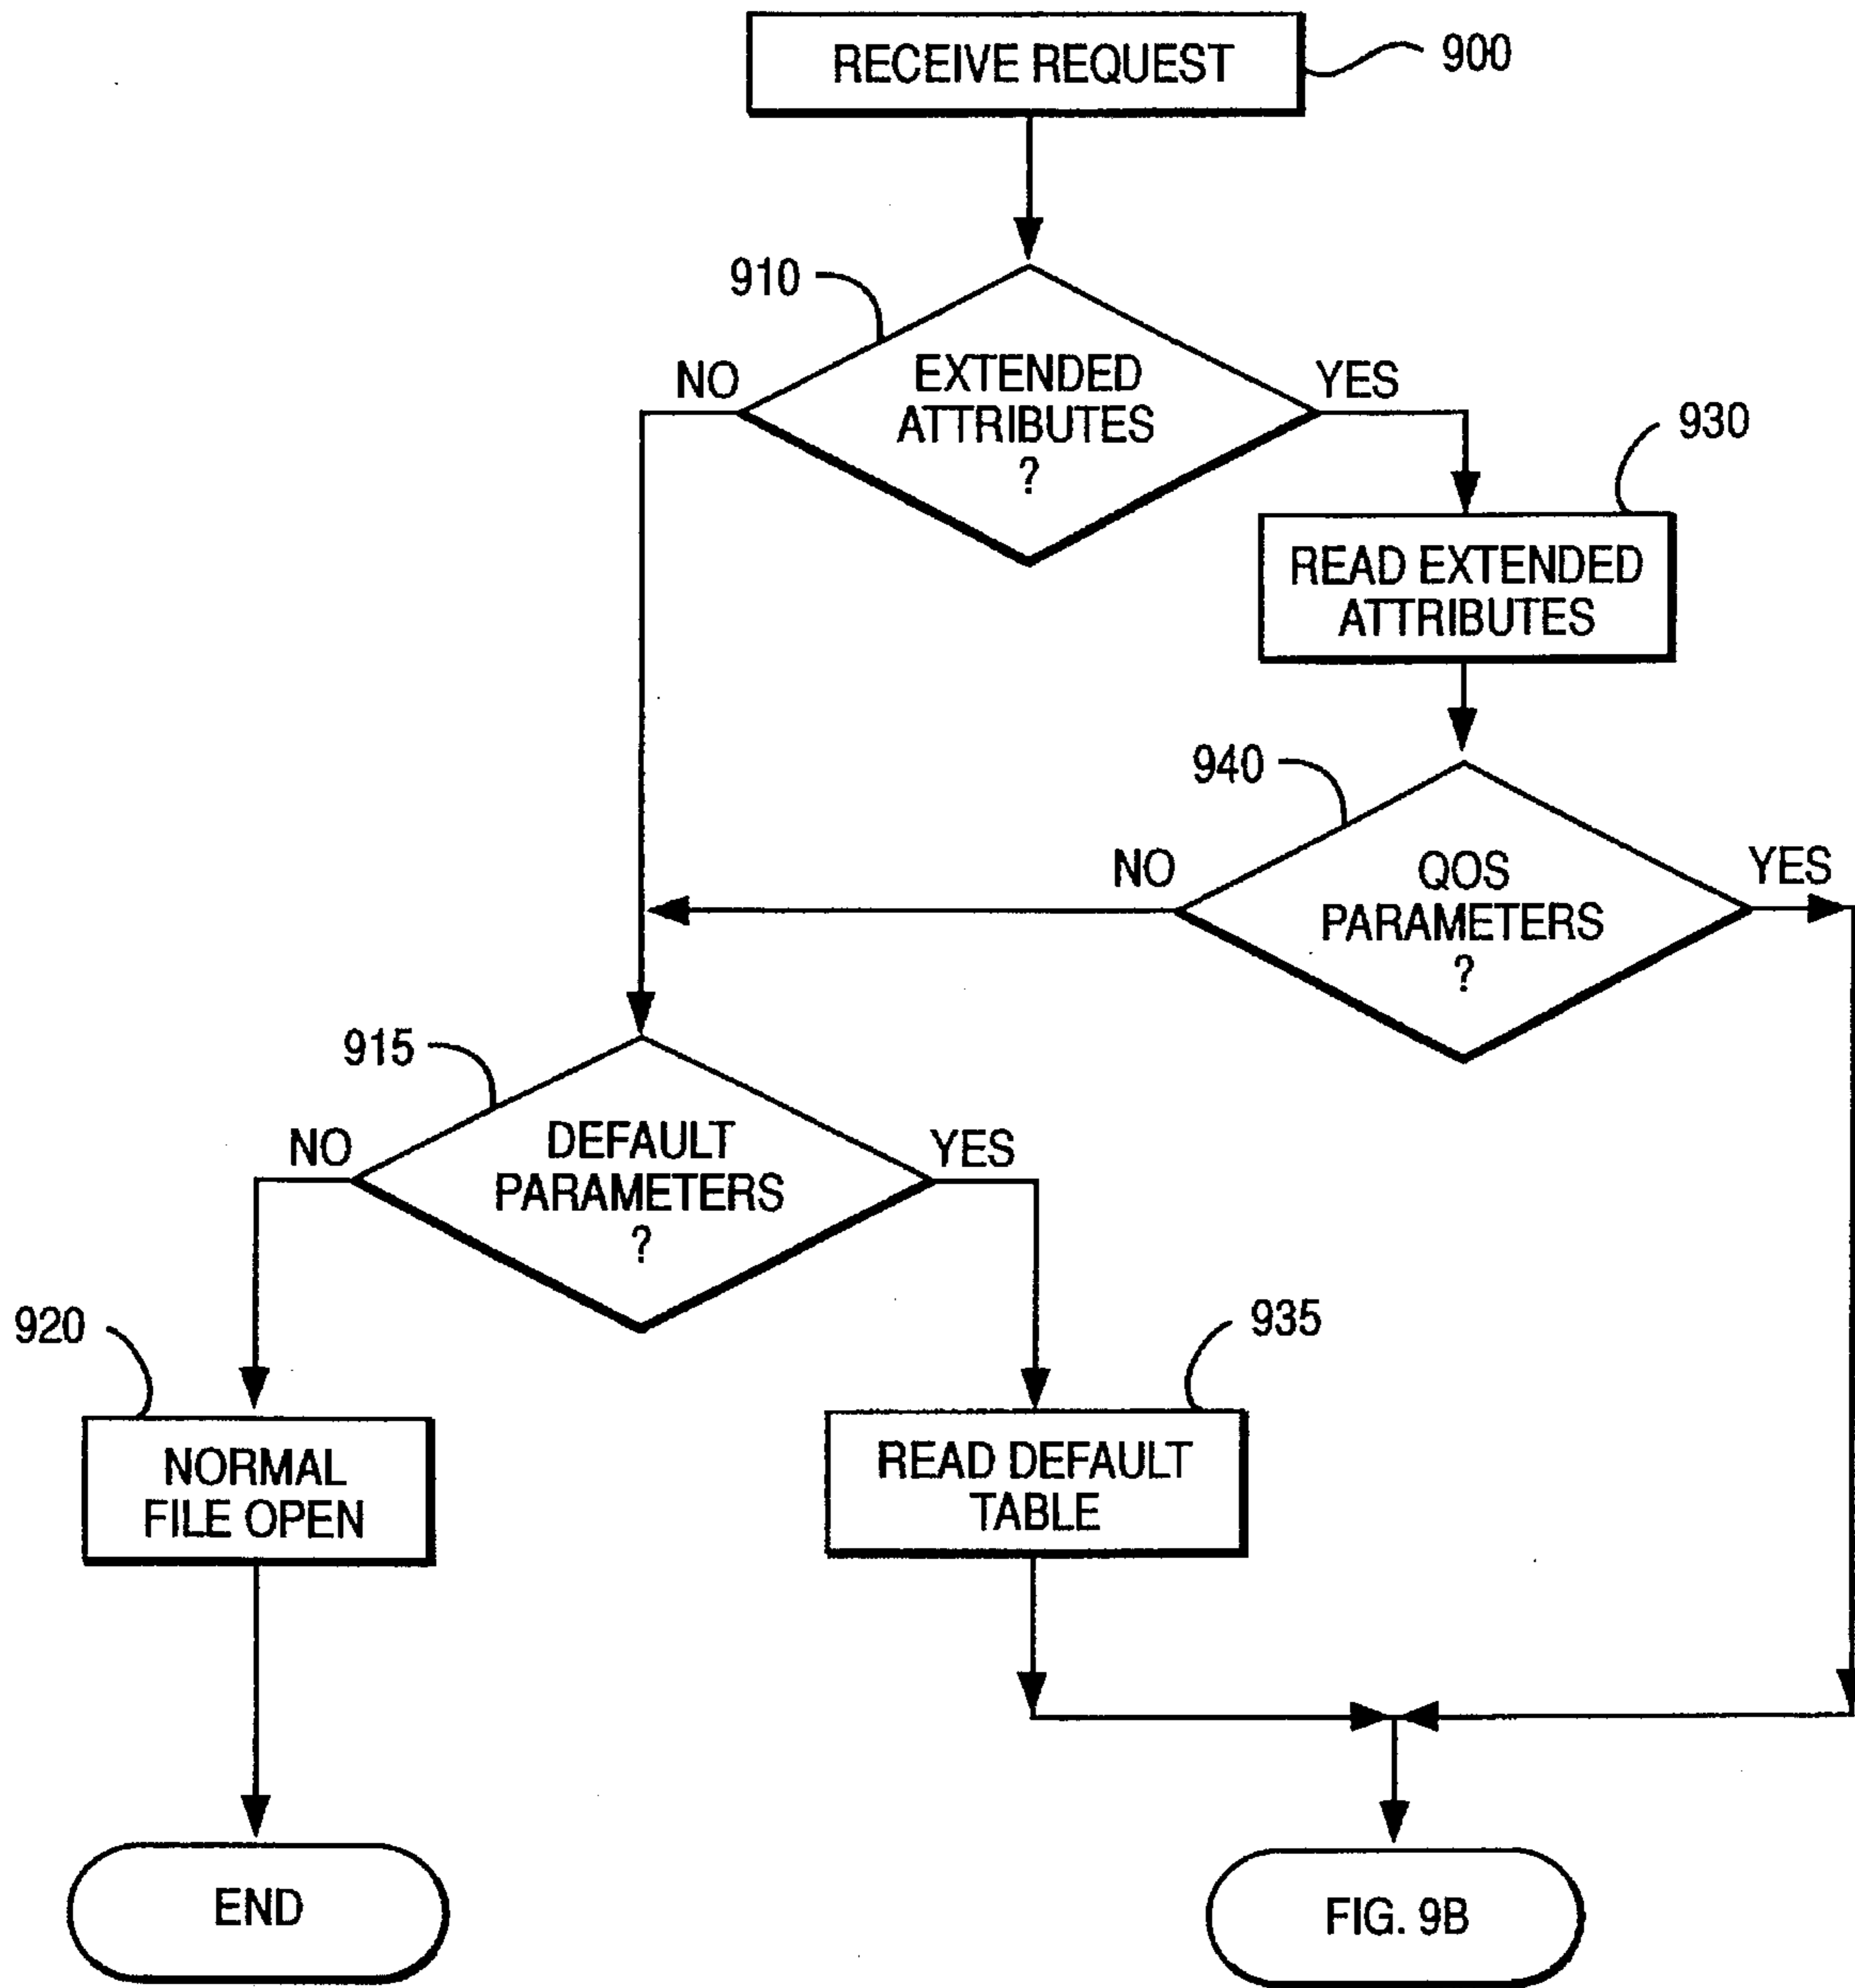 RECEIVE REQUEST
900
910
NO
EXTENDED
ATTRIBUTES
?
YES
930
READ EXTENDED
ATTRIBUTES
940
NO
QOS
PARAMETERS
?
YES
915
NO
DEFAULT
PARAMETERS
?
YES
920
NORMAL
FILE OPEN
935
READ DEFAULT
TABLE
END
FIG. 9B